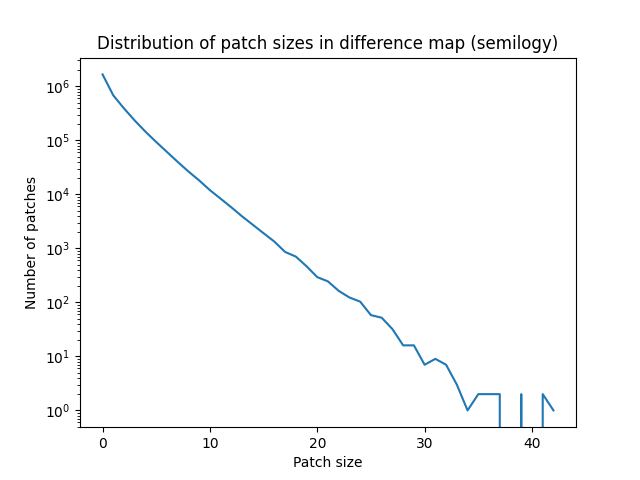 Distribution of patch sizes in difference map (semilogy)
Number of patches
10⁶
10⁵
10⁴
10³
10²
10¹
10⁰
0 10 20 30 40
Patch size